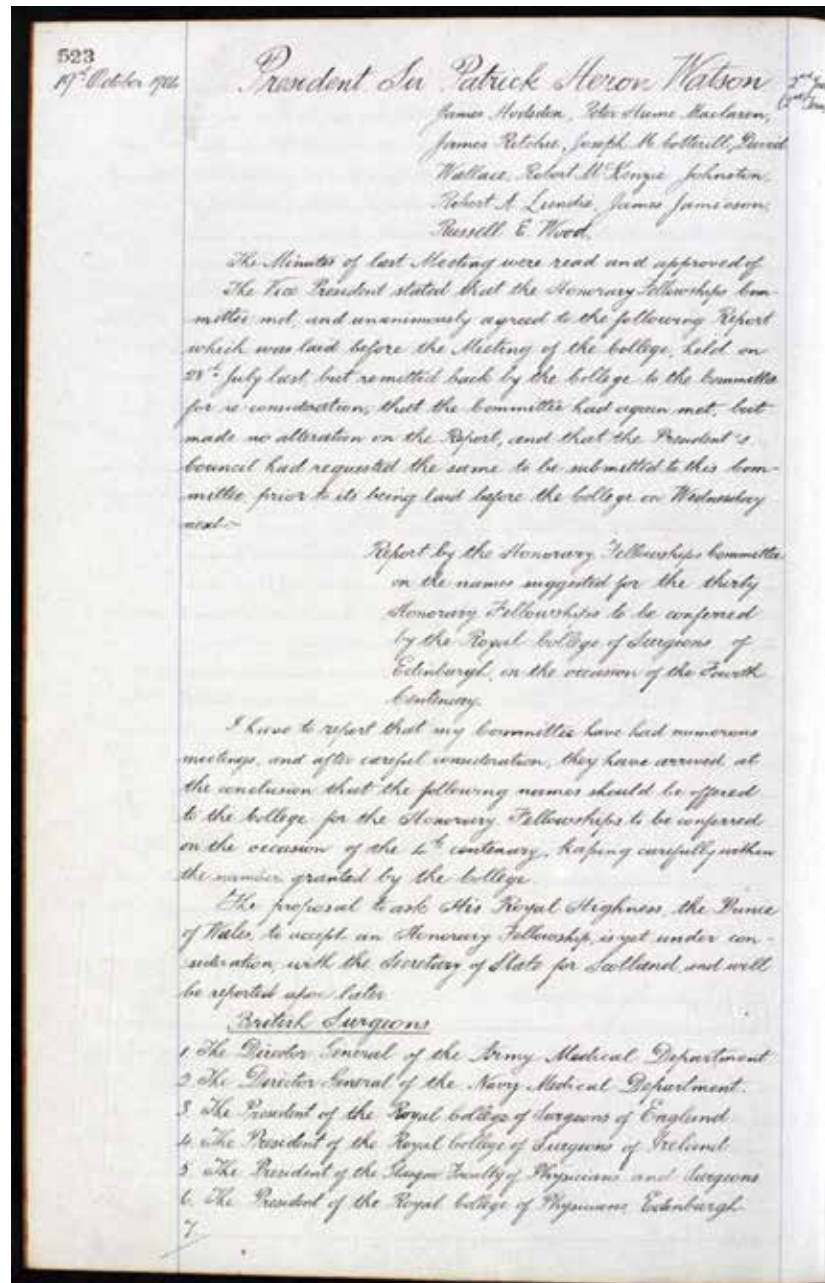 523
19th October 1904
President Sir Patrick Heron Watson
James Hodsdon, Peter Hume Maclaren,
James Ritchie, Joseph M Cotterill, David
Wallace, Robert McKenzie Johnston,
Robert A. Lundie, James Jamieson,
Russell E. Wood.
The Minutes of last Meeting were read and approved of
The Vice President stated that the Honorary Fellowships Com-
mittee met, and unanimously agreed to the following Report
which was laid before the Meeting of the College, held on
July last but remitted back by the College to the Committee
for re consideration; that the Committee had again met, but
made no alteration on the Report, and that the President's
Council had requested the same to be submitted to this Com-
mittee prior to its being laid before the College on Wednesday
next
Report by the Honorary Fellowships Committee
on the names suggested for the thirty
Honorary Fellowships to be conferred
by the Royal College of Surgeons of
Edinburgh, on the occasion of the Fourth
Centenary.
I have to report that my Committee have had numerous
meetings, and after careful consideration, they have arrived at
the conclusion that the following names should be offered
to the College for the Honorary Fellowships to be conferred
on the occasion of the 4th centenary, keeping carefully within
the number granted by the College.
The proposal to ask His Royal Highness, the Prince
of Wales, to accept an Honorary Fellowship, is yet under con-
sideration, with the Secretary of State for Scotland, and will
be reported upon later
British Surgeons
1. The Director General of the Army Medical Department
2. The Director General of the Navy Medical Department.
3. The President of the Royal College of Surgeons of England
4. The President of the Royal College of Surgeons of Ireland.
5. The President of the Glasgow Faculty of Physicians and Surgeons
6. The President of the Royal College of Physicians Edinburgh
7